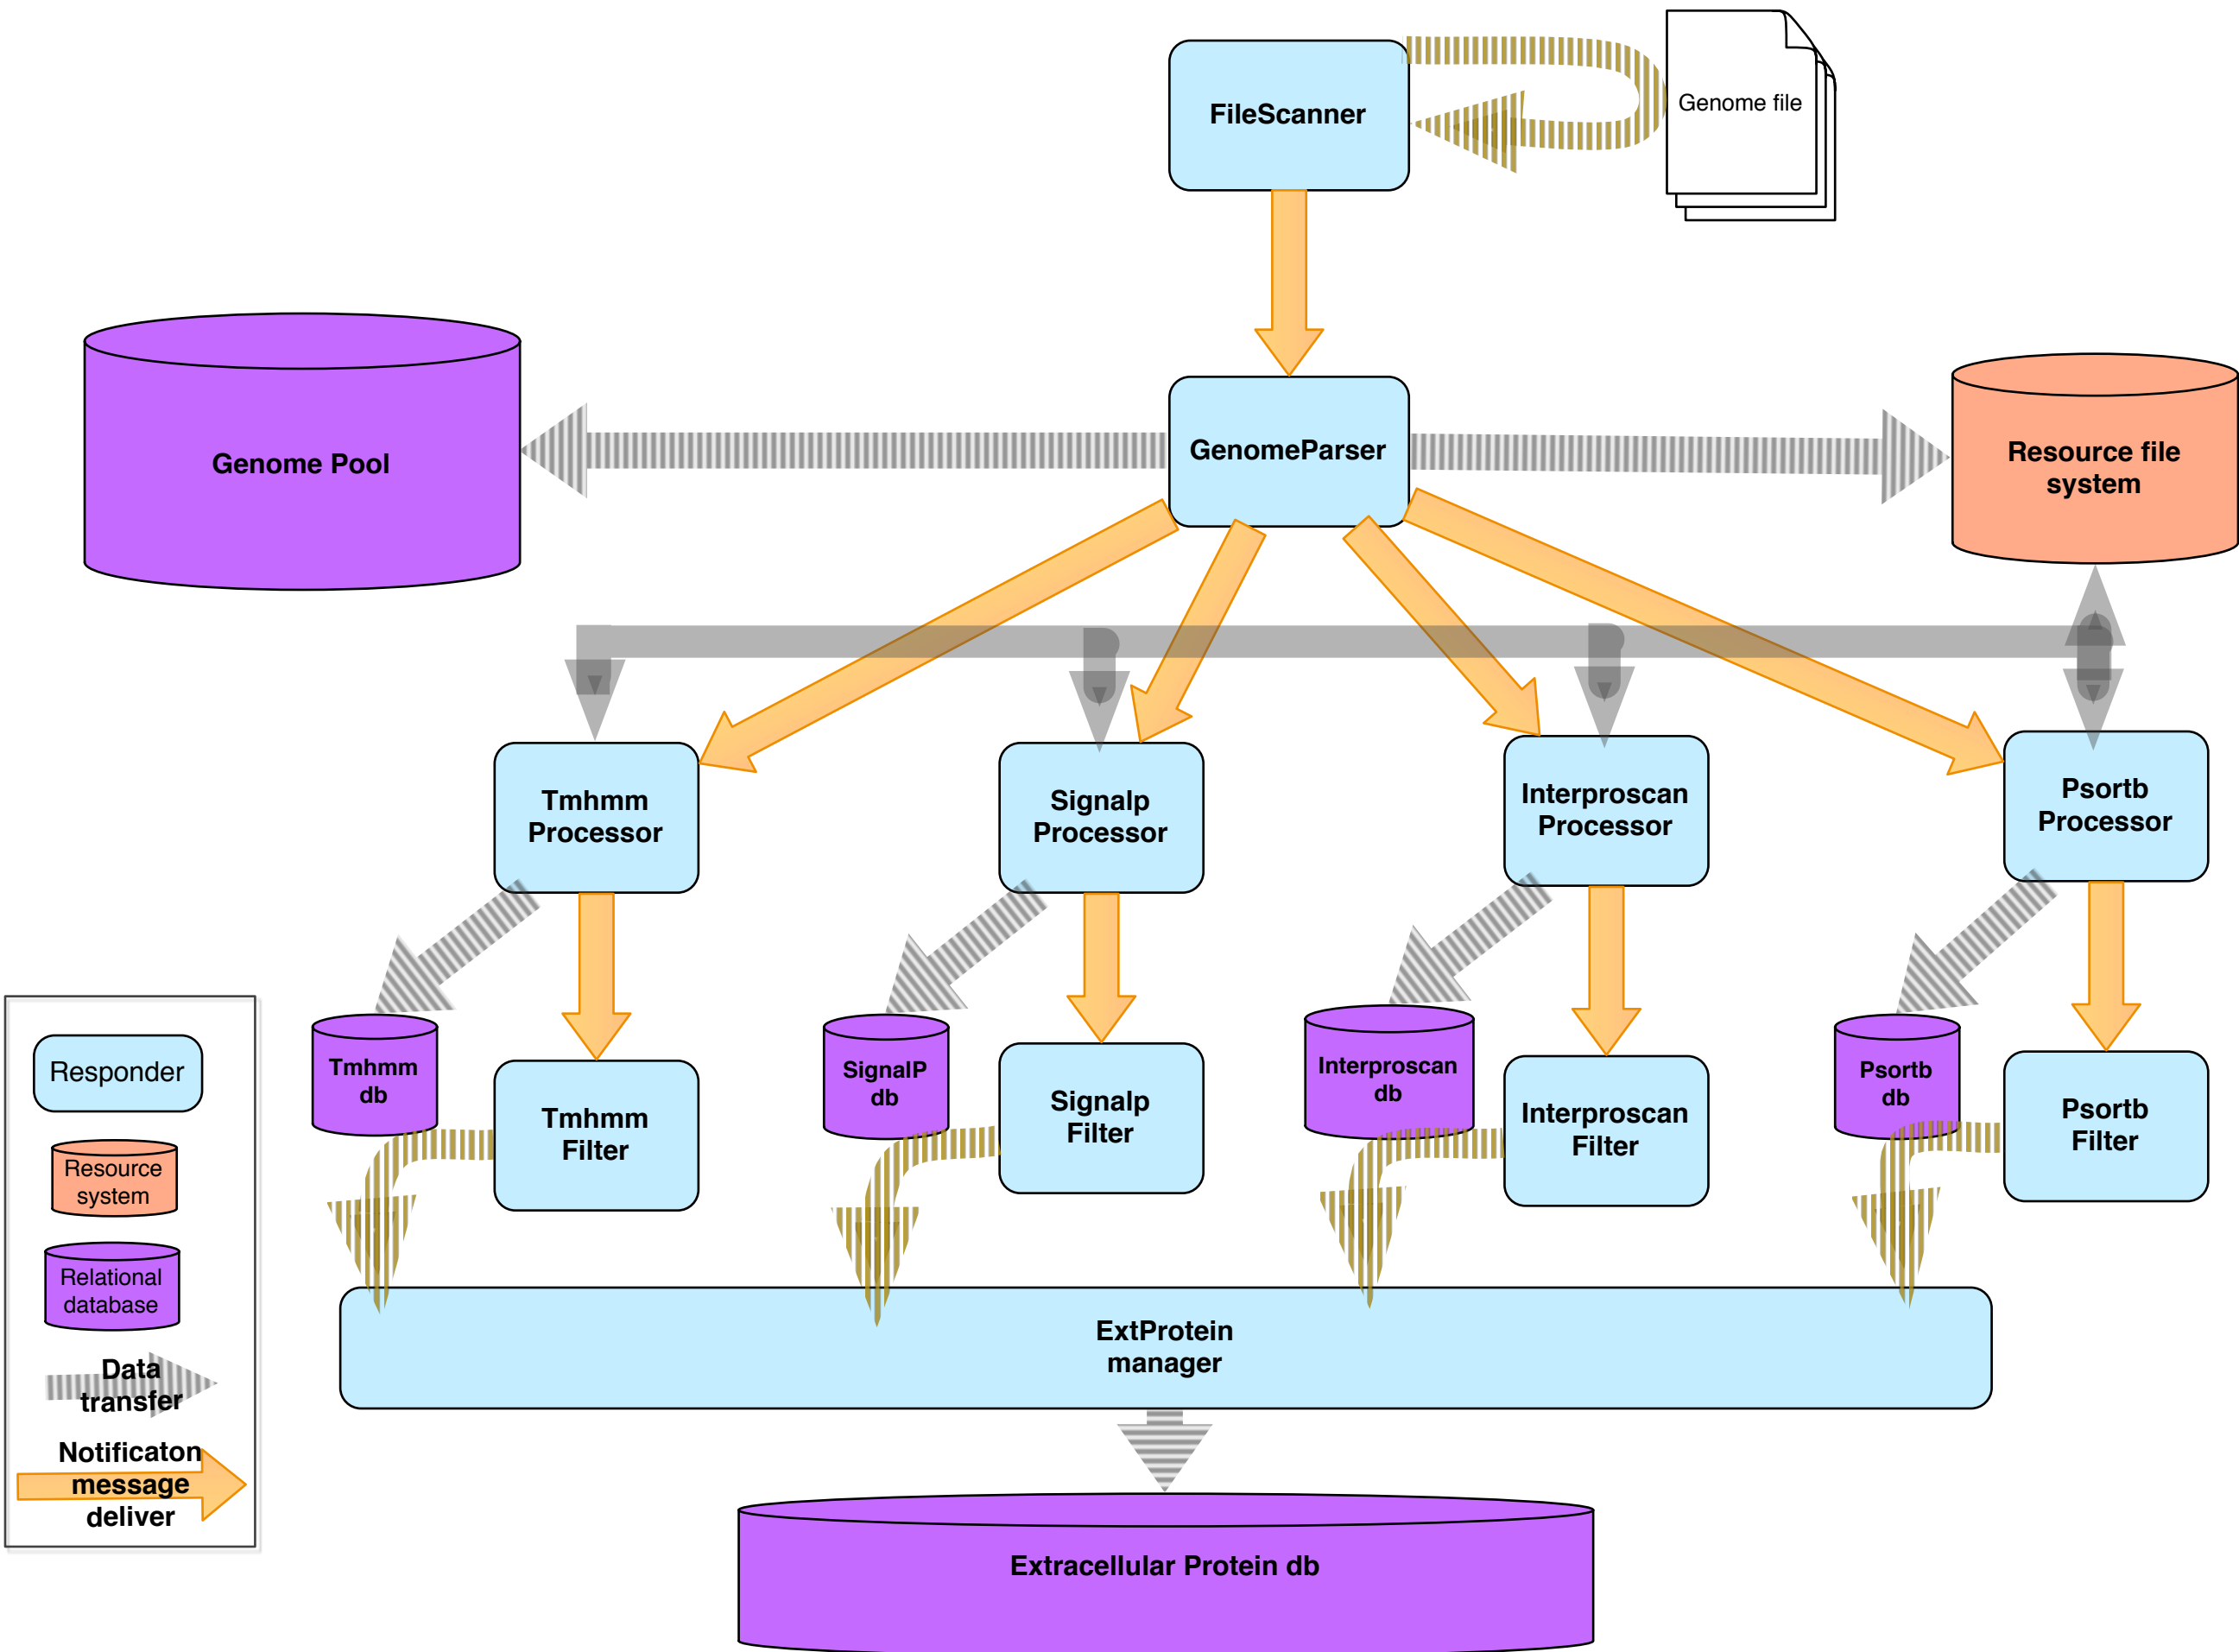 FileScanner
Genome file
Genome Pool
GenomeParser
Resource file
system
Tmhmm
Processor
Signalp
Processor
Interproscan
Processor
Psortb
Processor
Tmhmm
db
Tmhmm
Filter
SignalP
db
Signalp
Filter
Interproscan
db
Interproscan
Filter
Psortb
db
Psortb
Filter
ExtProtein
manager
Extracellular Protein db
Responder
Resource
system
Relational
database
Data
transfer
Notificaton
message
deliver